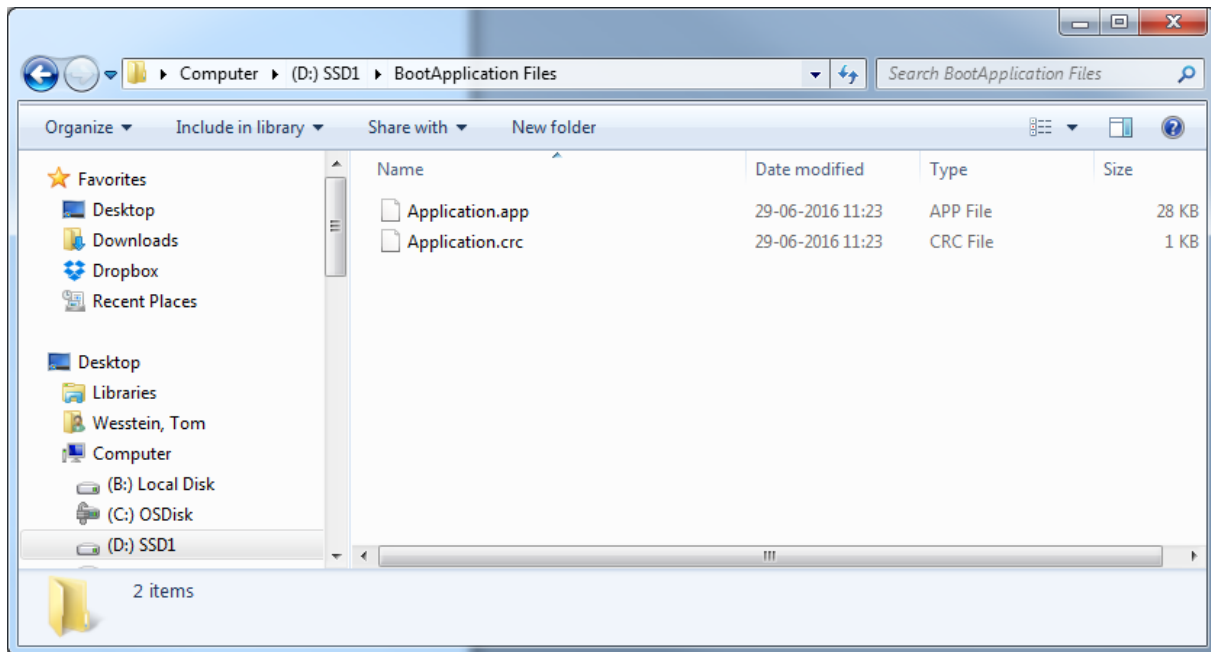 Computer (D:) SSD1 BootApplication Files Search BootApplication Files
Organize Include in library Share with New folder
Name Date modified Type Size
Favorites
Desktop
Downloads
Dropbox
Recent Places
Desktop
Libraries
Wesstein, Tom
Computer
(B:) Local Disk
(C:) OSDisk
(D:) SSD1
Application.app 29-06-2016 11:23 APP File 28 KB
Application.crc 29-06-2016 11:23 CRC File 1 KB
2 items